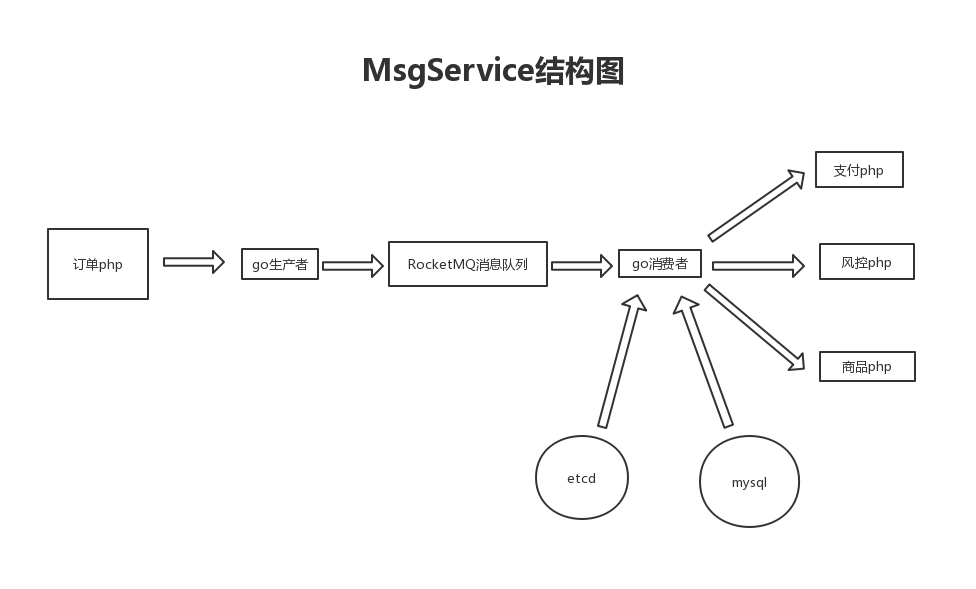 MsgService结构图
支付php
订单php
go生产者
RocketMQ消息队列
go消费者
风控php
商品php
etcd
mysql